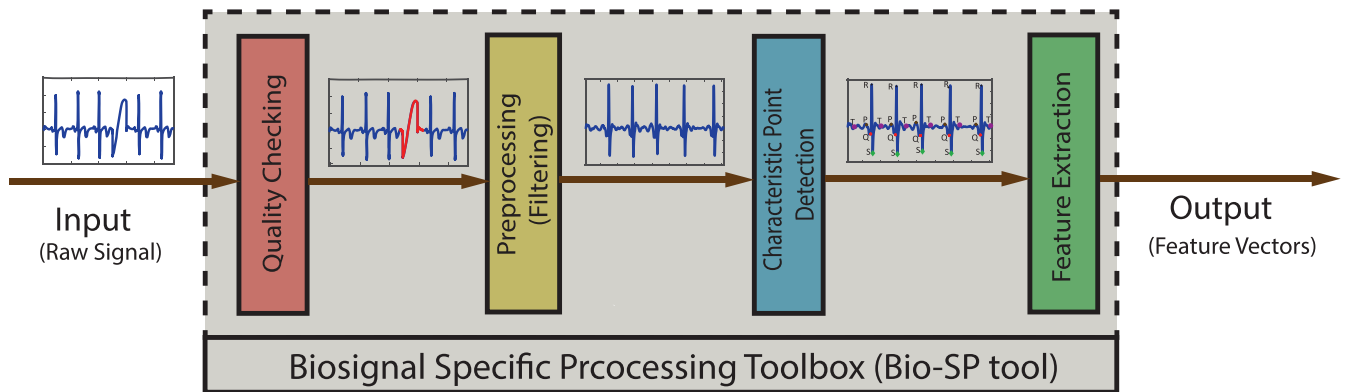 Input
(Raw Signal)
Quality Checking
Preprocessing
(Filtering)
Characteristic Point
Detection
R R R R R
T P T P T P T P T P T
Q Q Q Q Q
S S S S S
Feature Extraction
Output
(Feature Vectors)
Biosignal Specific Prcocessing Toolbox (Bio-SP tool)